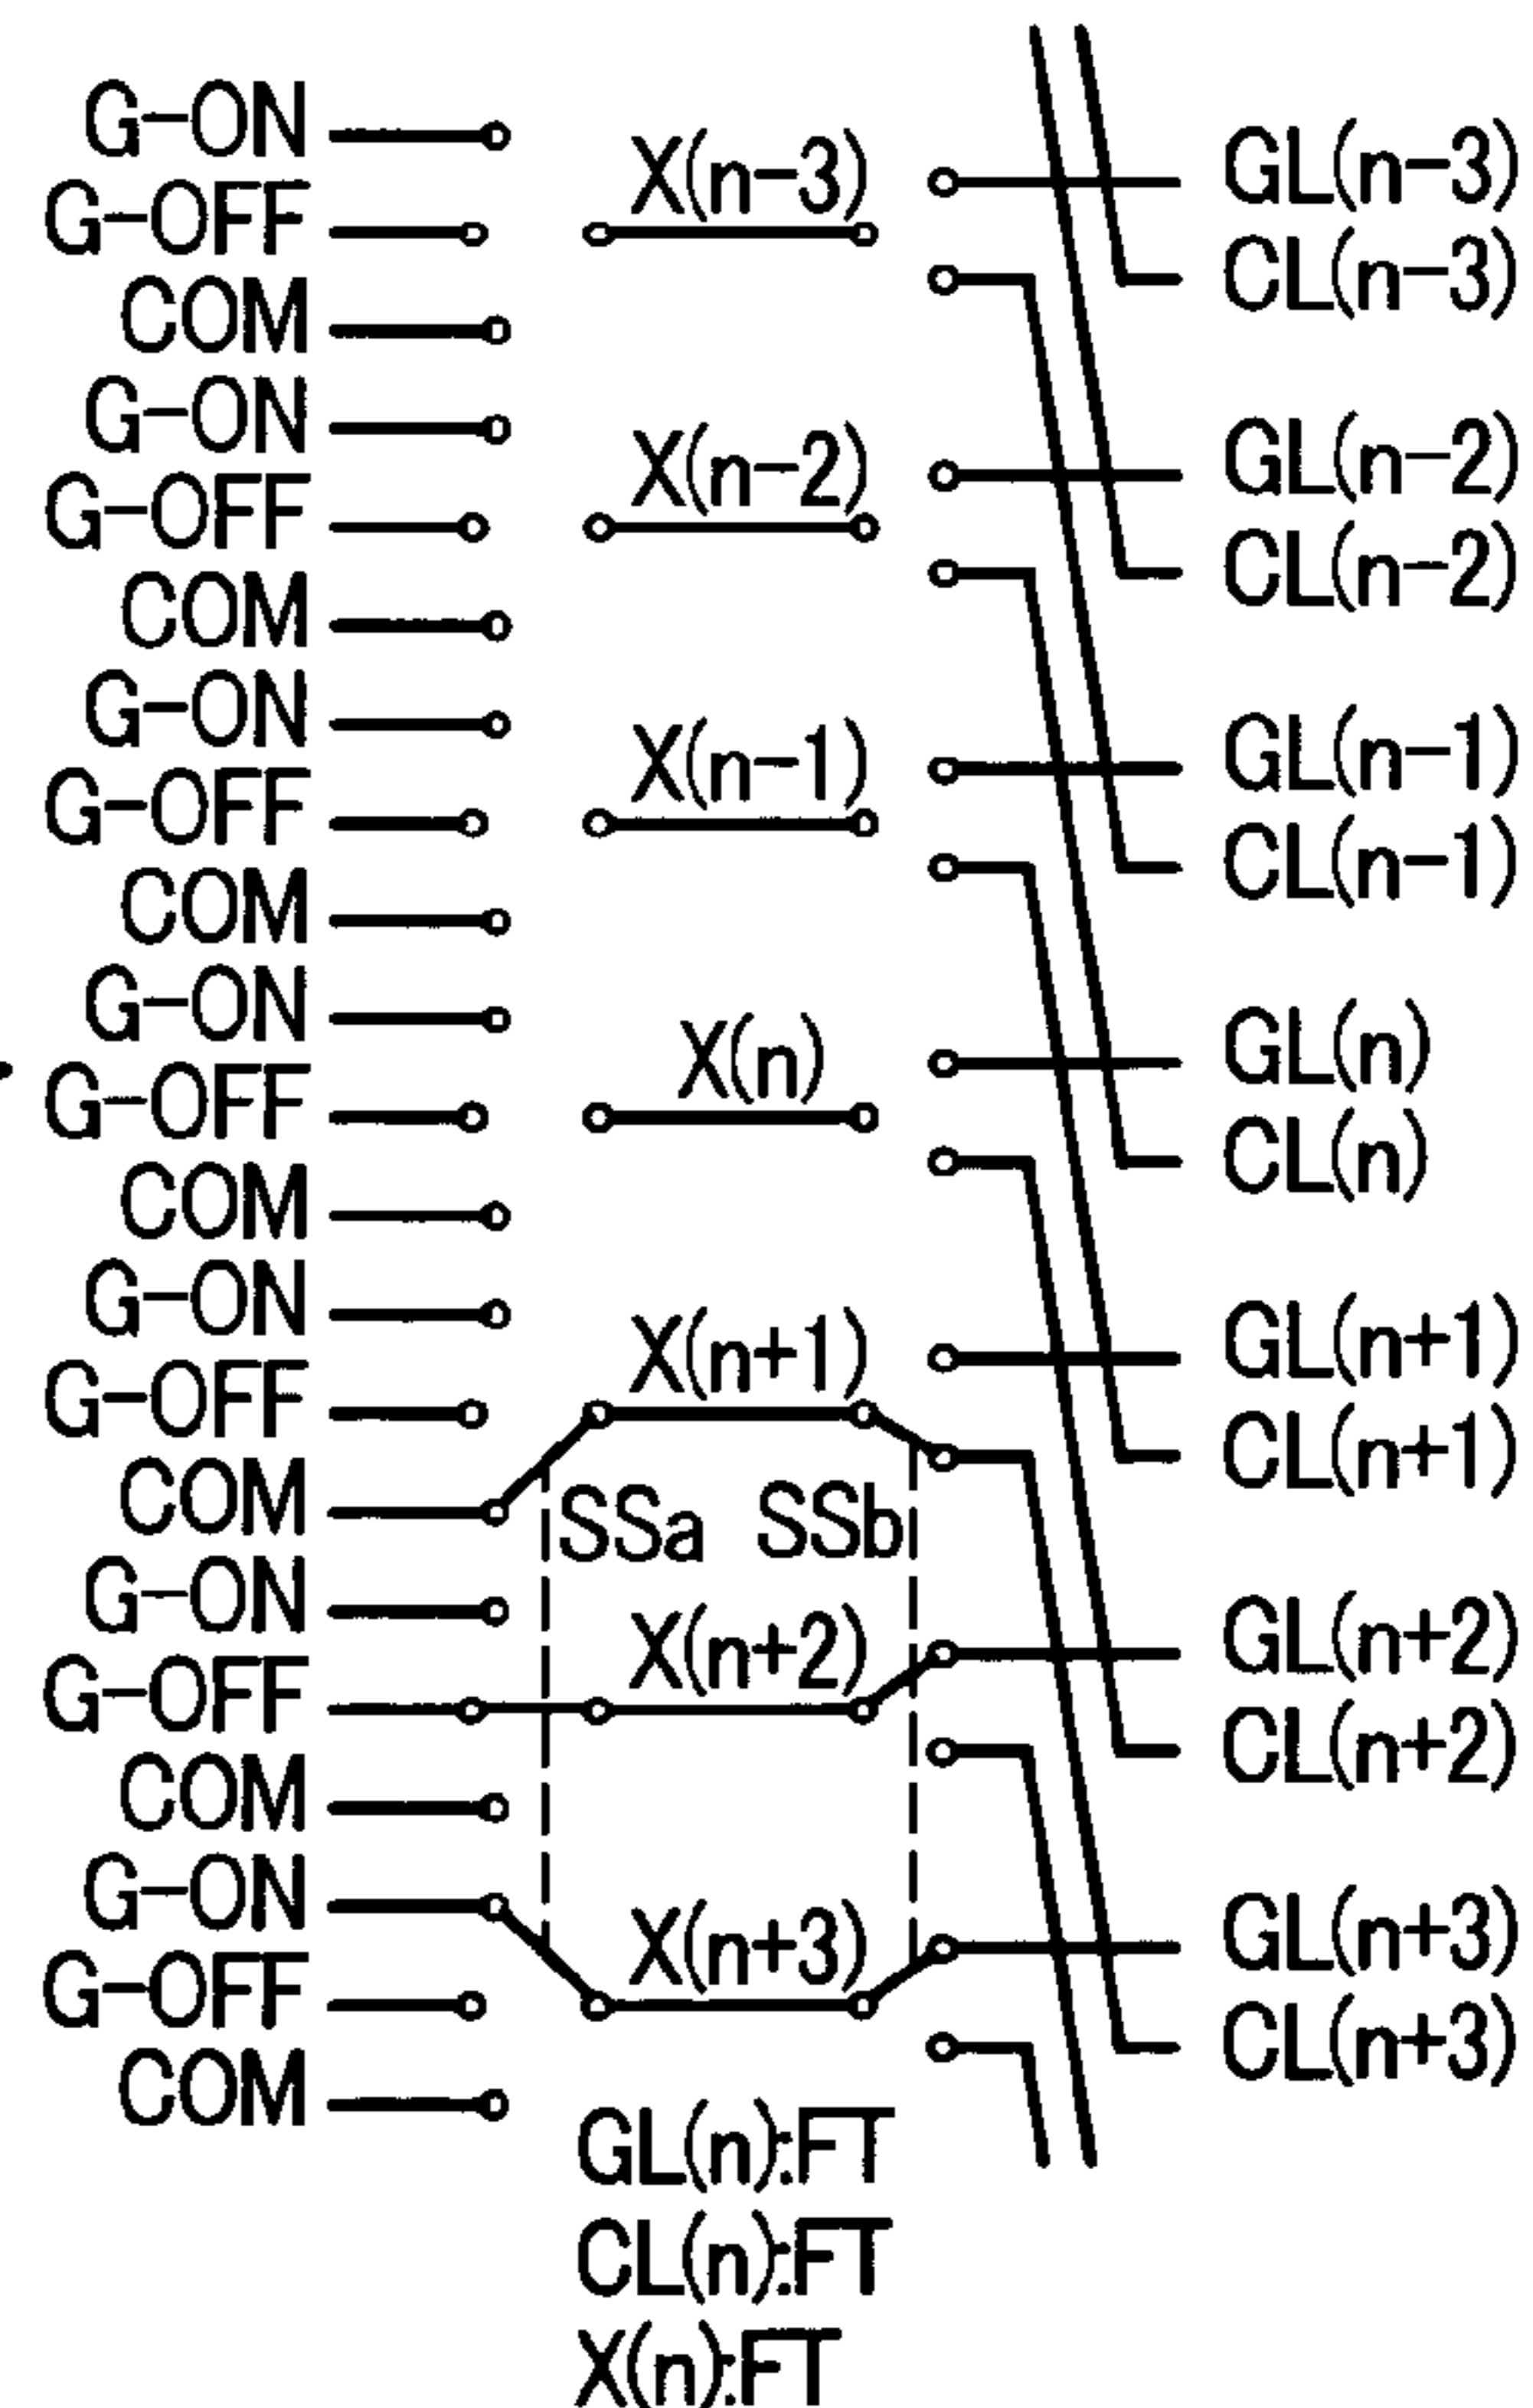 G-ON
G-OFF
COM
X(n-3)
GL(n-3)
CL(n-3)
G-ON
G-OFF
COM
X(n-2)
GL(n-2)
CL(n-2)
G-ON
G-OFF
COM
X(n-1)
GL(n-1)
CL(n-1)
G-ON
G-OFF
COM
X(n)
GL(n)
CL(n)
G-ON
G-OFF
COM
X(n+1)
GL(n+1)
CL(n+1)
SSa SSb
G-ON
G-OFF
COM
X(n+2)
GL(n+2)
CL(n+2)
G-ON
G-OFF
COM
X(n+3)
GL(n+3)
CL(n+3)
GL(n):FT
CL(n):FT
X(n):FT